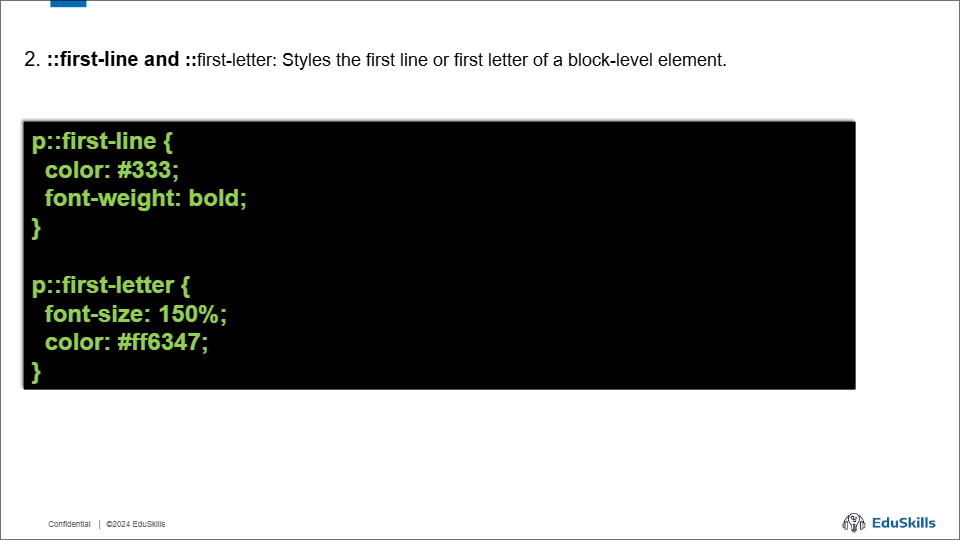 2. ::first-line and ::first-letter: Styles the first line or first letter of a block-level element.
p::first-line {
  color: #333;
  font-weight: bold;
}
p::first-letter {
  font-size: 150%;
  color: #ff6347;
}
Confidential | ©2024 EduSkills
EduSkills